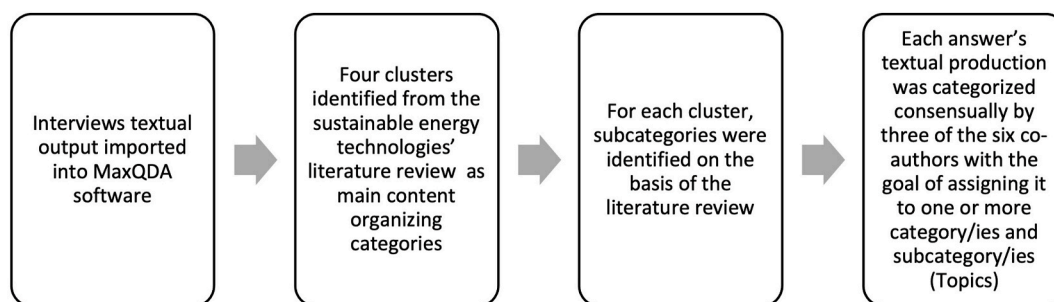 Interviews textual
output imported
into MaxQDA
software
Four clusters
identified from the
sustainable energy
technologies’
literature review as
main content
organizing
categories
For each cluster,
subcategories were
identified on the
basis of the
literature review
Each answer’s
textual production
was categorized
consensually by
three of the six co-
authors with the
goal of assigning it
to one or more
category/ies and
subcategory/ies
(Topics)